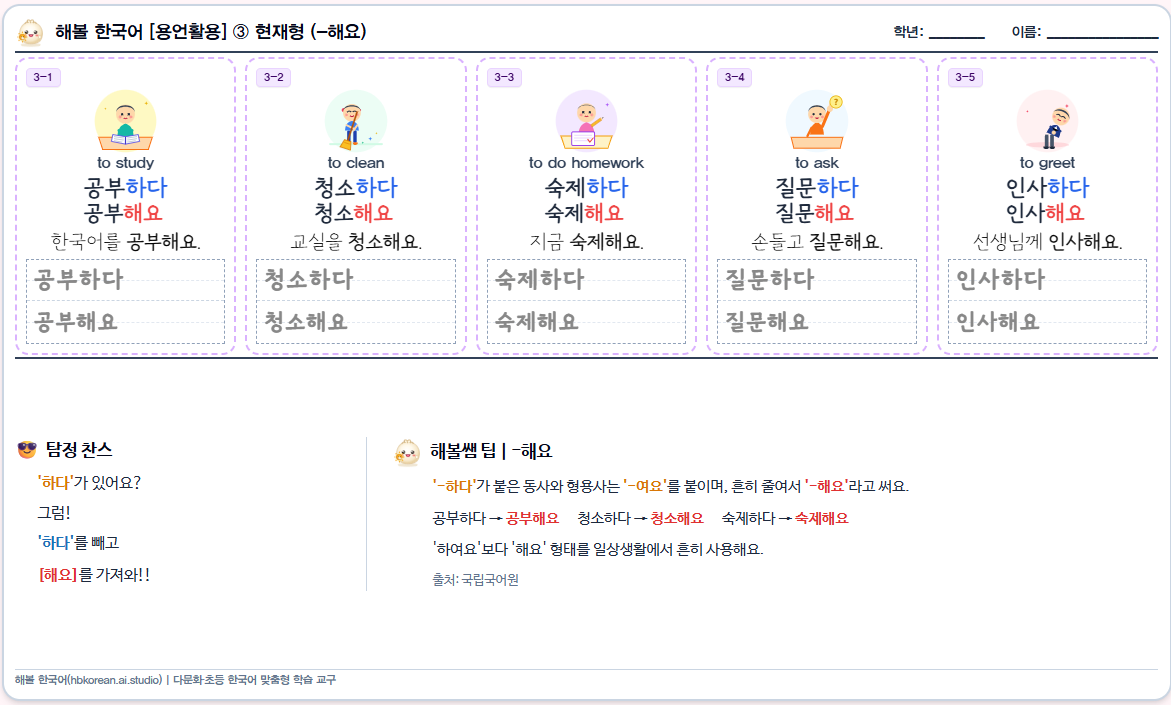 해볼 한국어 [용언활용] ③ 현재형 (-해요)
학년: ________ 이름: ________________
3-1
to study
공부하다
공부해요
한국어를 공부해요.
공부하다
공부해요
3-2
to clean
청소하다
청소해요
교실을 청소해요.
청소하다
청소해요
3-3
to do homework
숙제하다
숙제해요
지금 숙제해요.
숙제하다
숙제해요
3-4
?
to ask
질문하다
질문해요
손들고 질문해요.
질문하다
질문해요
3-5
to greet
인사하다
인사해요
선생님께 인사해요.
인사하다
인사해요
탐정 찬스
'하다'가 있어요?
그럼!
'하다'를 빼고
[해요]를 가져와!!
해볼쌤 팁 | -해요
'-하다'가 붙은 동사와 형용사는 '-여요'를 붙이며, 흔히 줄여서 '-해요'라고 써요.
공부하다 → 공부해요 청소하다 → 청소해요 숙제하다 → 숙제해요
'하여요'보다 '해요' 형태를 일상생활에서 흔히 사용해요.
출처: 국립국어원
해볼 한국어(hbkorean.ai.studio) | 다문화·초등 한국어 맞춤형 학습 교구